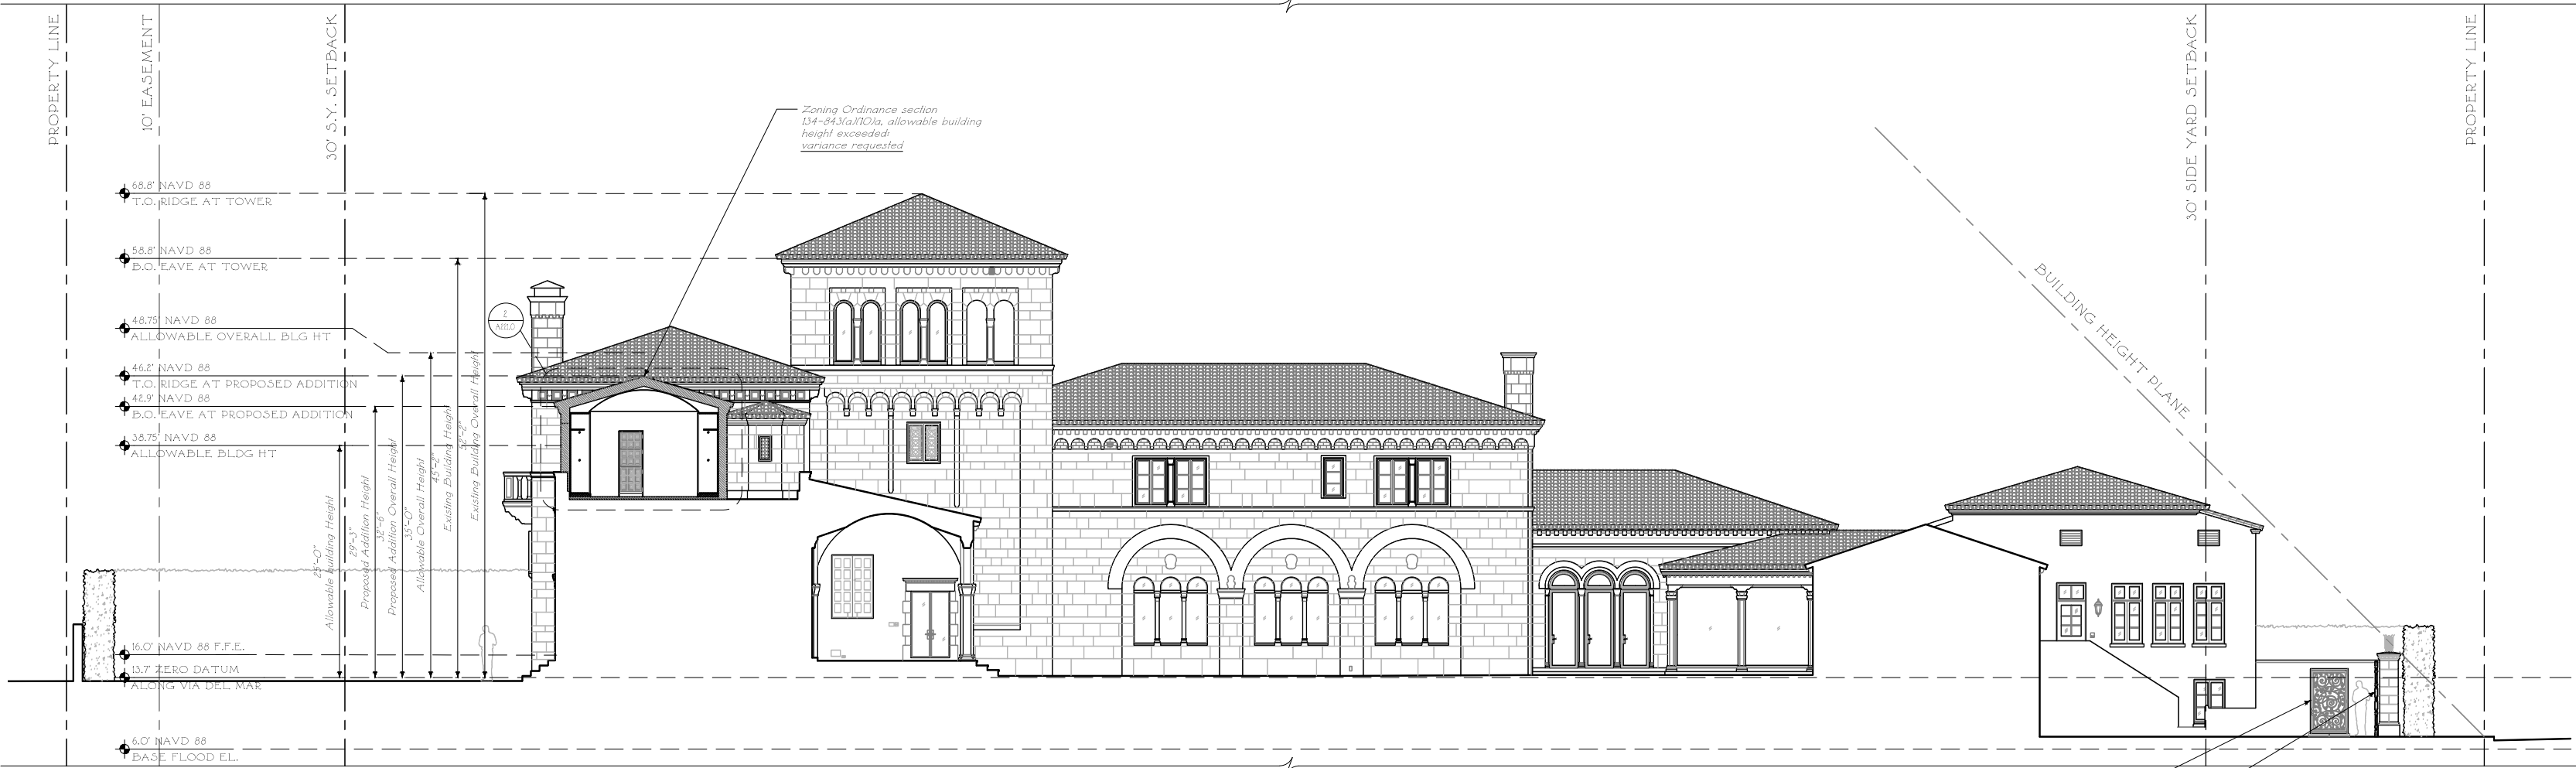 PROPERTY LINE
10' EASEMENT
30' S.Y. SETBACK
30' SIDE YARD SETBACK
PROPERTY LINE
Zoning Ordinance section
134-843(a)(10)a, allowable building
height exceeded:
variance requested
68.8' NAVD 88
T.O. RIDGE AT TOWER
58.8' NAVD 88
B.O. EAVE AT TOWER
48.75' NAVD 88
ALLOWABLE OVERALL BLG HT
46.2' NAVD 88
T.O. RIDGE AT PROPOSED ADDITION
42.9' NAVD 88
B.O. EAVE AT PROPOSED ADDITION
38.75' NAVD 88
ALLOWABLE BLDG HT
16.0' NAVD 88 F.F.E.
13.7' ZERO DATUM
ALONG VIA DEL MAR
6.0' NAVD 88
BASE FLOOD EL.
2
25'-0"
Allowable building Height
29'-3"
Proposed Addition Height
32'-6"
Proposed Addition Overall Height
35'-0"
Allowable Overall Height
45'-2"
Existing Building Height
52'-2"
Existing Building Overall Height
BUILDING HEIGHT PLANE